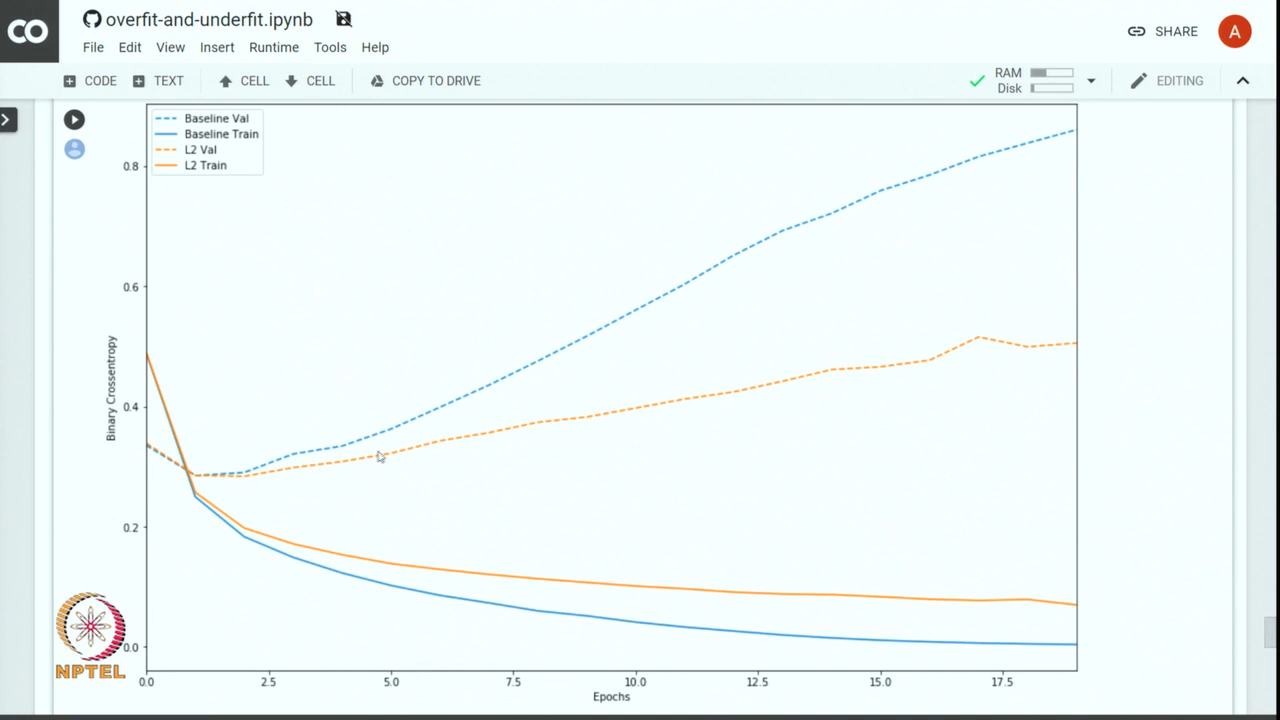 CO
overfit-and-underfit.ipynb
SHARE
A
File Edit View Insert Runtime Tools Help
CODE TEXT CELL CELL COPY TO DRIVE
RAM
Disk
EDITING
Baseline Val
Baseline Train
L2 Val
L2 Train
0.8
0.6
0.4
0.2
0.0
Binary Crossentropy
0.0 2.5 5.0 7.5 10.0 12.5 15.0 17.5
Epochs
NPTEL